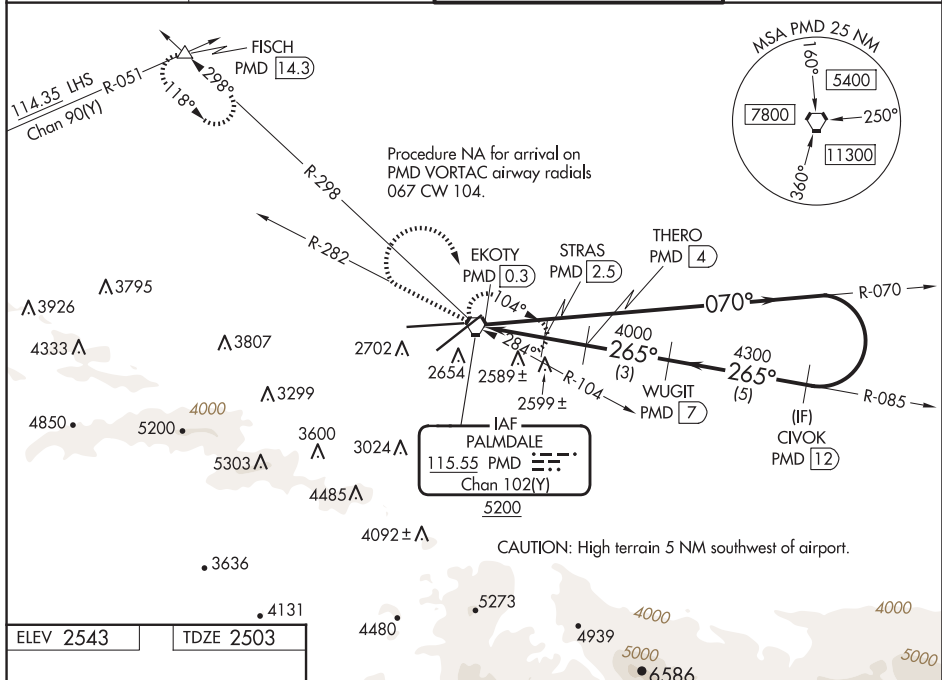 FISCH
PMD 14.3
R-051
114.35 LHS
Chan 90(Y)
298°
118°
R-298
R-282
Procedure NA for arrival on
PMD VORTAC airway radials
067 CW 104.
MSA PMD 25 NM
160°
5400
7800
250°
11300
360°
EKOTY
PMD 0.3
STRAS
PMD 2.5
THERO
PMD 4
104°
284°
R-104
070°
R-070
4000
265°
(3)
4300
265°
(5)
R-085
WUGIT
PMD 7
(IF)
CIVOK
PMD 12
3926
3795
4333
3807
2702
2654
2589±
2599±
3299
4000
4850
5200
3600
3024
5303
4485
4092±
IAF
PALMDALE
115.55 PMD
Chan 102(Y)
5200
CAUTION: High terrain 5 NM southwest of airport.
3636
4131
5273
4480
4939
4000
4000
5000
5000
6586
ELEV 2543
TDZE 2503